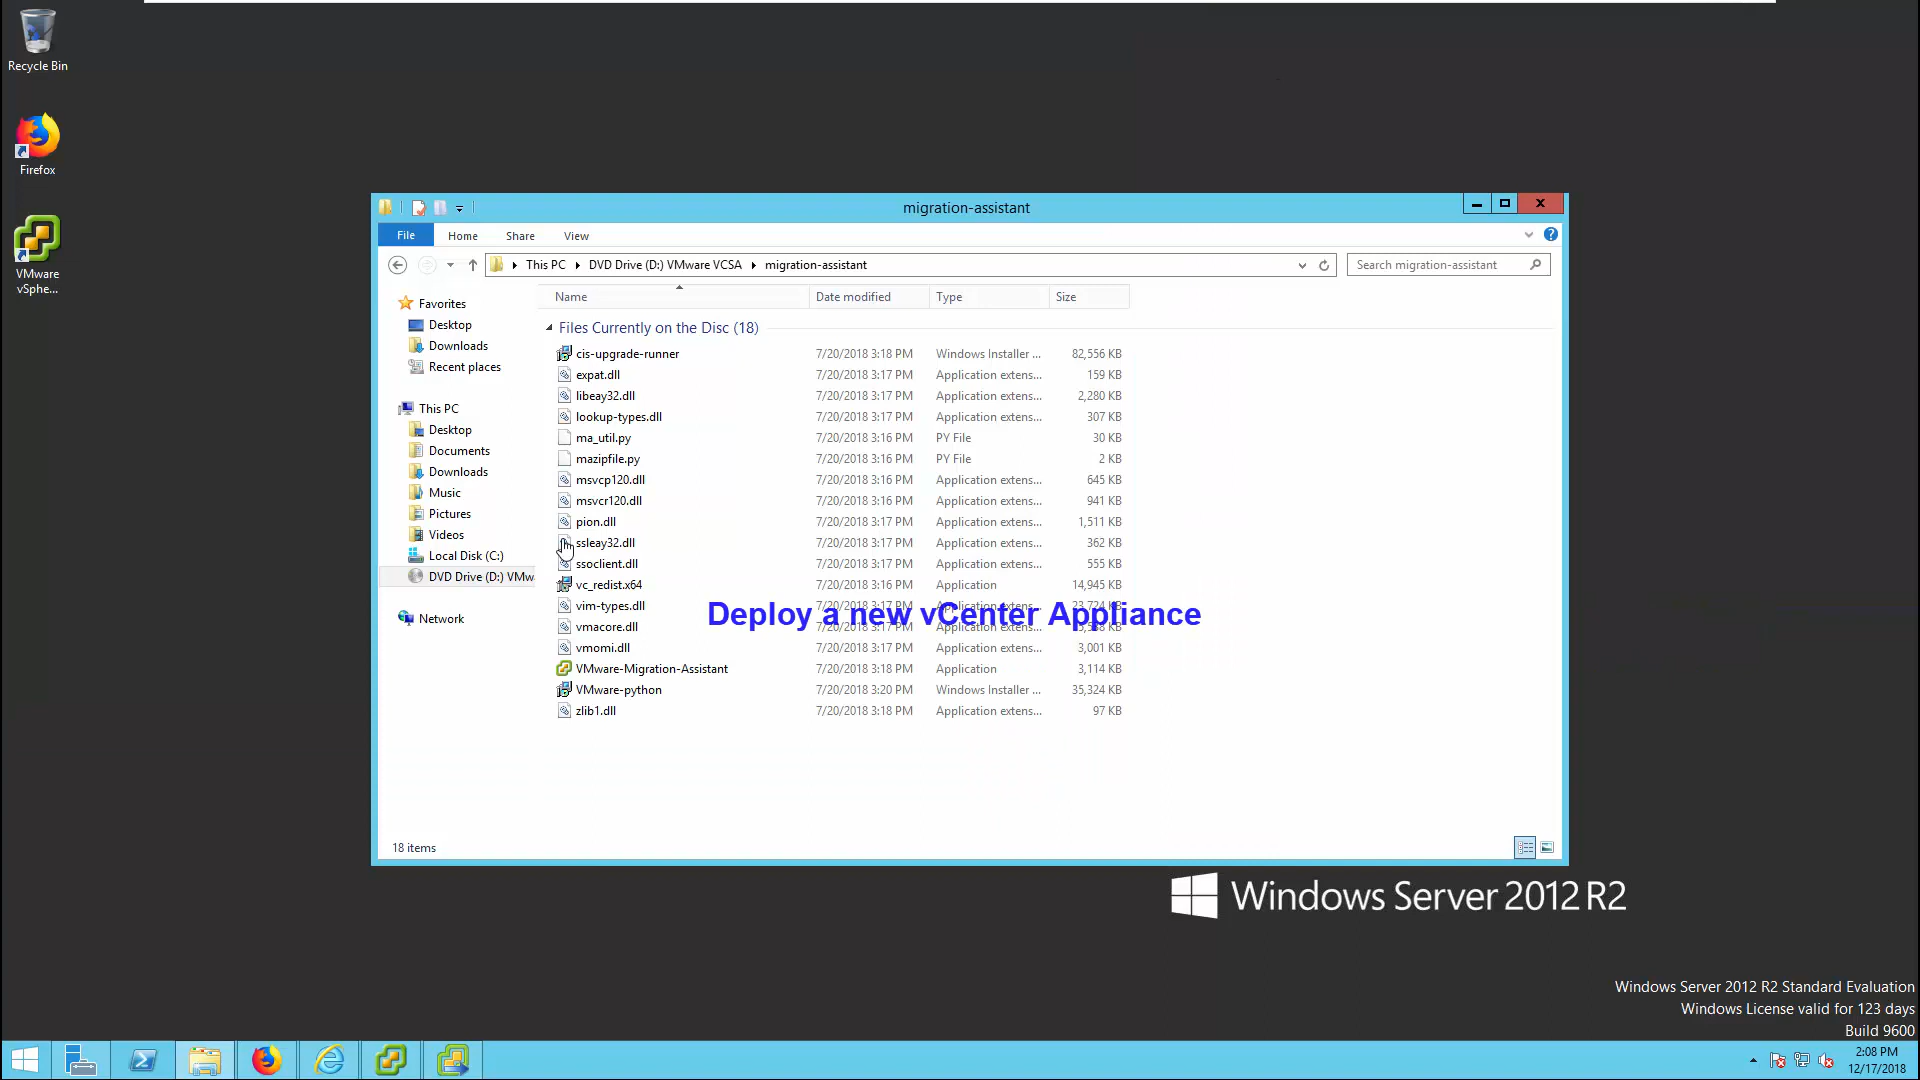 Recycle Bin
Firefox
VMware
vSphe...
migration-assistant
File Home Share View
This PC DVD Drive (D:) VMware VCSA migration-assistant
Search migration-assistant
Favorites
Desktop
Downloads
Recent places
This PC
Desktop
Documents
Downloads
Music
Pictures
Videos
Local Disk (C:)
DVD Drive (D:) VMw
Network
Name Date modified Type Size
Files Currently on the Disc (18)
cis-upgrade-runner 7/20/2018 3:18 PM Windows Installer ... 82,556 KB
expat.dll 7/20/2018 3:17 PM Application extens... 159 KB
libeay32.dll 7/20/2018 3:17 PM Application extens... 2,280 KB
lookup-types.dll 7/20/2018 3:17 PM Application extens... 307 KB
ma_util.py 7/20/2018 3:16 PM PY File 30 KB
mazipfile.py 7/20/2018 3:16 PM PY File 2 KB
msvcp120.dll 7/20/2018 3:16 PM Application extens... 645 KB
msvcr120.dll 7/20/2018 3:16 PM Application extens... 941 KB
pion.dll 7/20/2018 3:17 PM Application extens... 1,511 KB
ssleay32.dll 7/20/2018 3:17 PM Application extens... 362 KB
ssoclient.dll 7/20/2018 3:17 PM Application extens... 555 KB
vc_redist.x64 7/20/2018 3:16 PM Application 14,945 KB
vim-types.dll 7/20/2018 3:17 PM Application extens... 23,724 KB
Deploy a new vCenter Appliance
vmacore.dll 7/20/2018 3:17 PM Application extens... KB
vmomi.dll 7/20/2018 3:17 PM Application extens... 3,001 KB
VMware-Migration-Assistant 7/20/2018 3:18 PM Application 3,114 KB
VMware-python 7/20/2018 3:20 PM Windows Installer ... 35,324 KB
zlib1.dll 7/20/2018 3:18 PM Application extens... 97 KB
18 items
Windows Server 2012 R2
Windows Server 2012 R2 Standard Evaluation
Windows License valid for 123 days
Build 9600
2:08 PM
12/17/2018